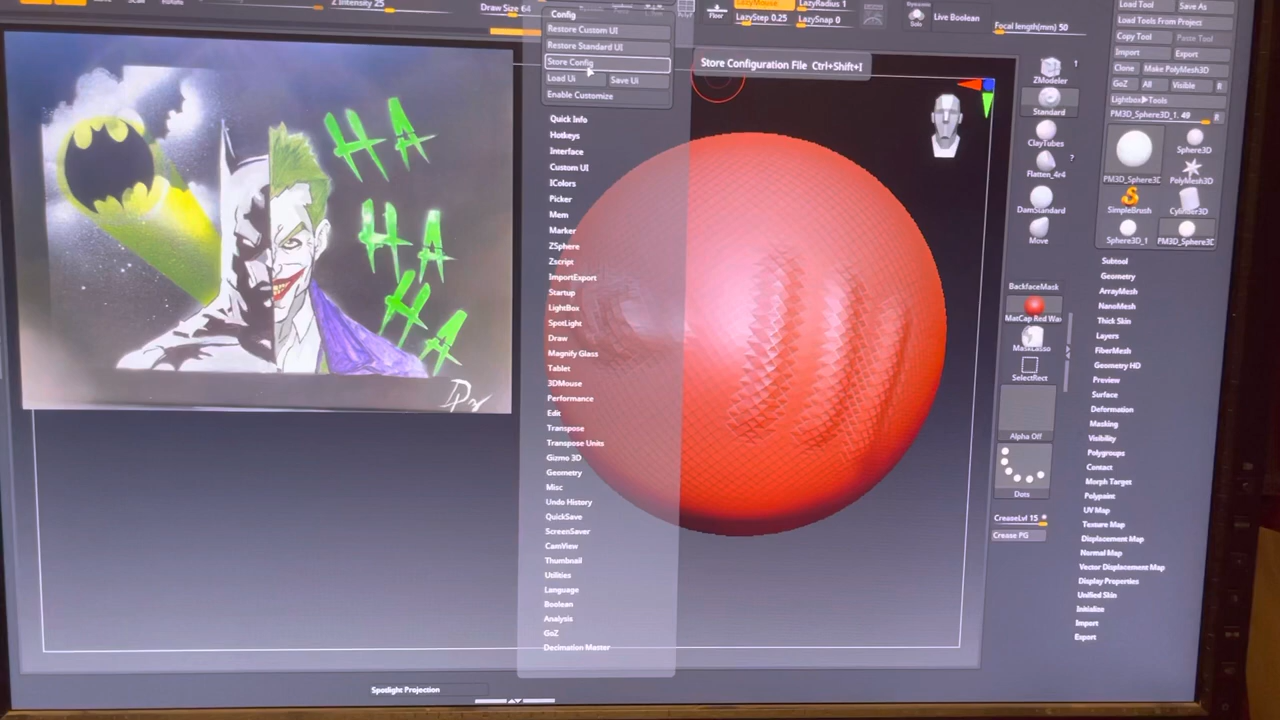 Z Intensity 25
Draw Size 64
LazyMouse
LazyRadius 1
LazyStep 0.25
LazySnap 0
Floor
Solo
Live Boolean
Focal length(mm) 50
Load Tool
Save As
Load Tools From Project
Copy Tool
Paste Tool
Import
Export
Clone
Make PolyMesh3D
GoZ
All
Visible
R
Lightbox▶Tools
PM3D_Sphere3D_1. 49
R
Config
Restore Custom UI
Restore Standard UI
Store Config
Load Ui
Save Ui
Enable Customize
Store Configuration File Ctrl+Shift+I
Quick Info
Hotkeys
Interface
Custom UI
IColors
Picker
Mem
Marker
ZSphere
Zscript
ImportExport
Startup
LightBox
SpotLight
Draw
Magnify Glass
Tablet
3DMouse
Performance
Edit
Transpose
Transpose Units
Gizmo 3D
Geometry
Misc
Undo History
QuickSave
ScreenSaver
CamView
Thumbnail
Utilities
Language
Boolean
Analysis
GoZ
Decimation Master
HA
HA
HA
ZModeler
1
Standard
ClayTubes
Flatten_4r4
?
DamStandard
Move
BackfaceMask
MatCap Red Wax
MaskLasso
SelectRect
Alpha Off
Dots
CreaseLvl 15
Crease PG
PM3D_Sphere3D
Sphere3D
PolyMesh3D
SimpleBrush
Cylinder3D
Sphere3D_1
PM3D_Sphere3D
Subtool
Geometry
ArrayMesh
NanoMesh
Thick Skin
Layers
FiberMesh
Geometry HD
Preview
Surface
Deformation
Masking
Visibility
Polygroups
Contact
Morph Target
Polypaint
UV Map
Texture Map
Displacement Map
Normal Map
Vector Displacement Map
Display Properties
Unified Skin
Initialize
Import
Export
Spotlight Projection